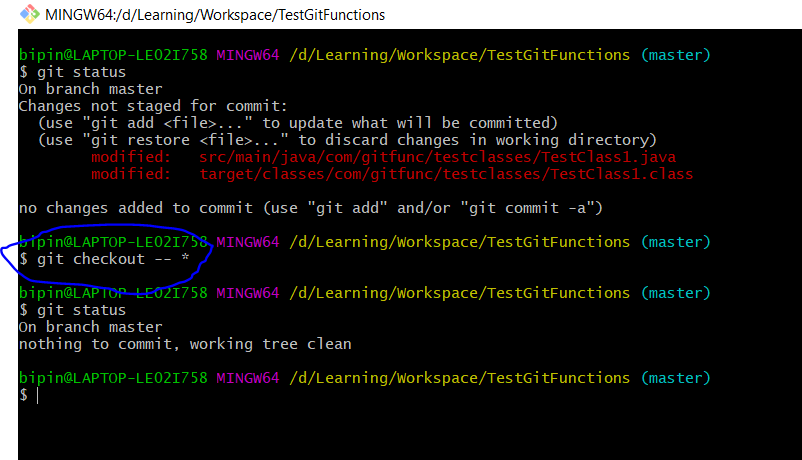 MINGW64:/d/Learning/Workspace/TestGitFunctions
bipin@LAPTOP-LEO2I758 MINGW64 /d/Learning/Workspace/TestGitFunctions (master)
$ git status
On branch master
Changes not staged for commit:
  (use "git add <file>..." to update what will be committed)
  (use "git restore <file>..." to discard changes in working directory)
        modified:   src/main/java/com/gitfunc/testclasses/TestClass1.java
        modified:   target/classes/com/gitfunc/testclasses/TestClass1.class
no changes added to commit (use "git add" and/or "git commit -a")
bipin@LAPTOP-LEO2I758 MINGW64 /d/Learning/Workspace/TestGitFunctions (master)
$ git checkout -- *
bipin@LAPTOP-LEO2I758 MINGW64 /d/Learning/Workspace/TestGitFunctions (master)
$ git status
On branch master
nothing to commit, working tree clean
bipin@LAPTOP-LEO2I758 MINGW64 /d/Learning/Workspace/TestGitFunctions (master)
$